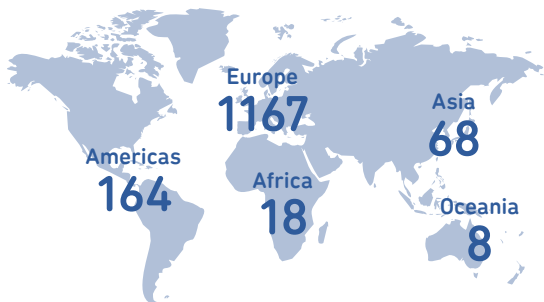 Europe
1167
Asia
68
Americas
164
Africa
18
Oceania
8